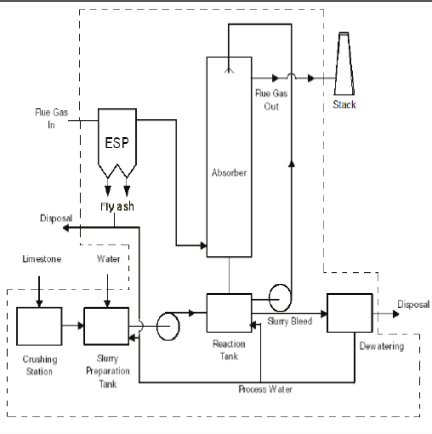 Flue Gas
In
ESP
Fly ash
Disposal
Flue Gas
Out
Stack
Absorber
Limestone
Water
Crushing
Station
Slurry
Preparation
Tank
Reaction
Tank
Slurry Bleed
Disposal
Dewatering
Process Water